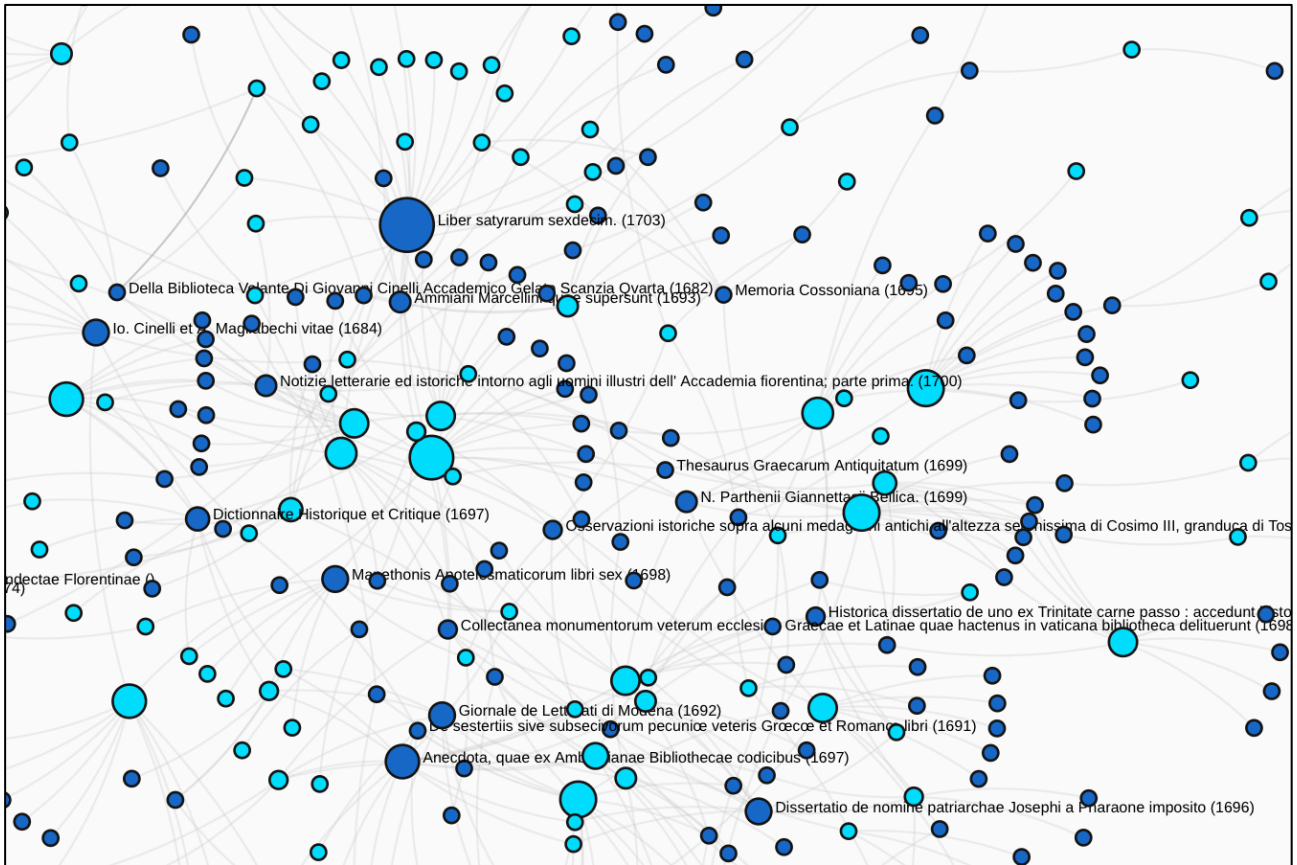 Liber satyrarum sexdecim. (1703)
Della Biblioteca Volante Di Giovanni Cinelli Accademico Gelato Scanzia Qvarta (1682)
Memoria Cossoniana (1695)
Ammiani Marcellini quae supersunt (1693)
Io. Cinelli et A. Magliabechi vitae (1684)
Notizie letterarie ed istoriche intorno agli uomini illustri dell' Accademia fiorentina; parte prima. (1700)
Thesaurus Graecarum Antiquitatum (1699)
N. Parthenii Giannettasii Bellica. (1699)
Dictionnaire Historique et Critique (1697)
Osservazioni istoriche sopra alcuni medaglioni antichi all'altezza serenissima di Cosimo III, granduca di Tos
Manethonis Apotelesmaticorum libri sex (1698)
ndectae Florentinae ()
74)
Historica dissertatio de uno ex Trinitate carne passo : accedunt
Collectanea monumentorum veterum ecclesiæ Graecae et Latinae quae hactenus in vaticana bibliotheca delituerunt (1698
Giornale de Letterati di Modena (1692)
De sestertiis sive subsecivorum pecuniæ veteris Græcæ et Romanæ libri (1691)
Anecdota, quae ex Ambrosianae Bibliothecae codicibus (1697)
Dissertatio de nomine patriarchae Josephi a Pharaone imposito (1696)